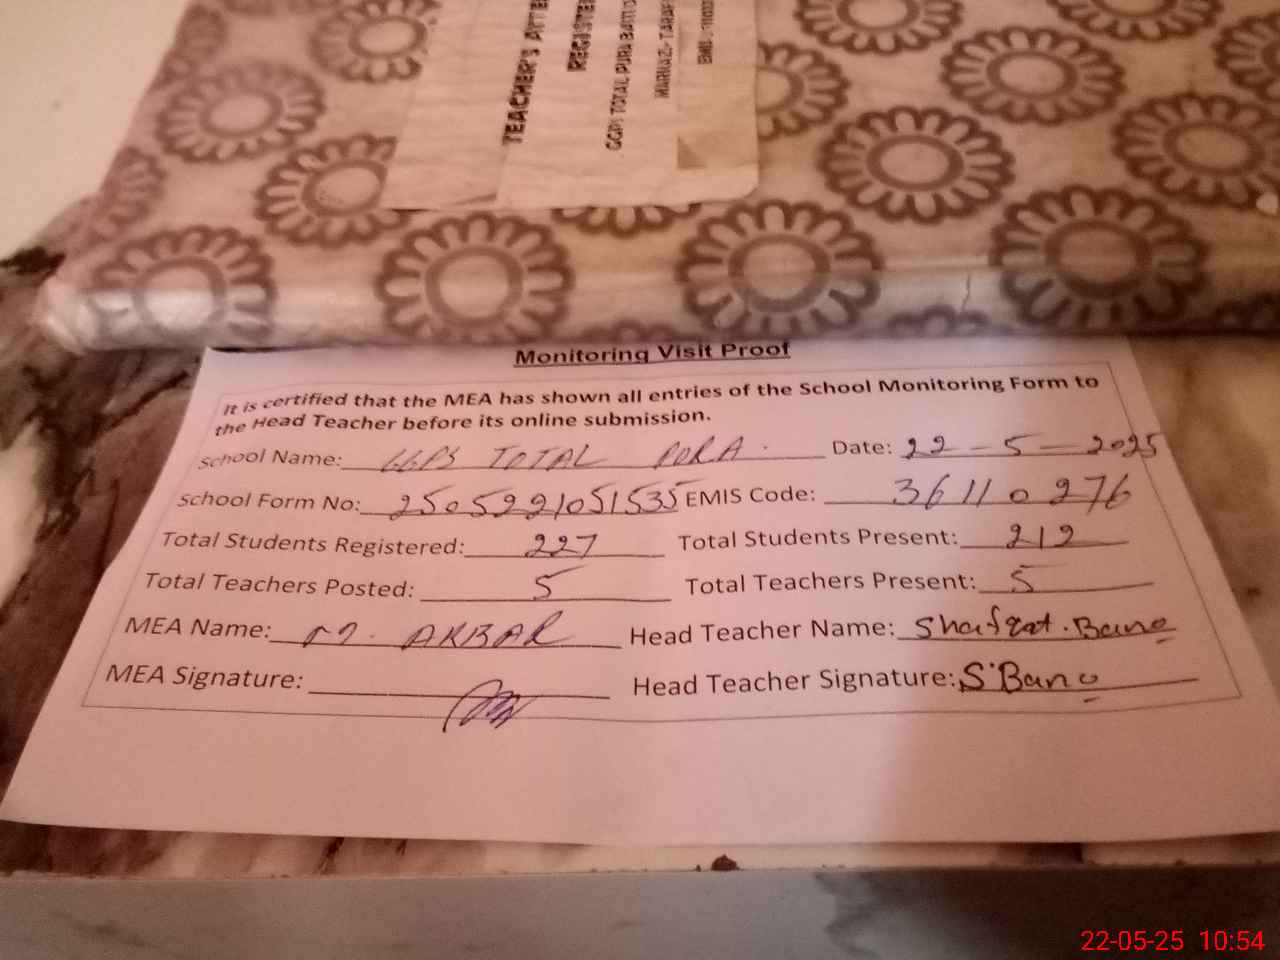 TEACHER'S ATTE
REGISTE
GGPS TOTAL PURA BASTO
Monitoring Visit Proof
It is certified that the MEA has shown all entries of the School Monitoring Form to
the Head Teacher before its online submission.
School Name: GGPS TOTAL PORA. Date: 22-5-2025
School Form No: 2505221051535 EMIS Code: 36110276
Total Students Registered: 227 Total Students Present: 212
Total Teachers Posted: 5 Total Teachers Present: 5
MEA Name: M. AKBAR Head Teacher Name: Shafqat. Bano
MEA Signature: Head Teacher Signature: S'Bano
22-05-25 10:54